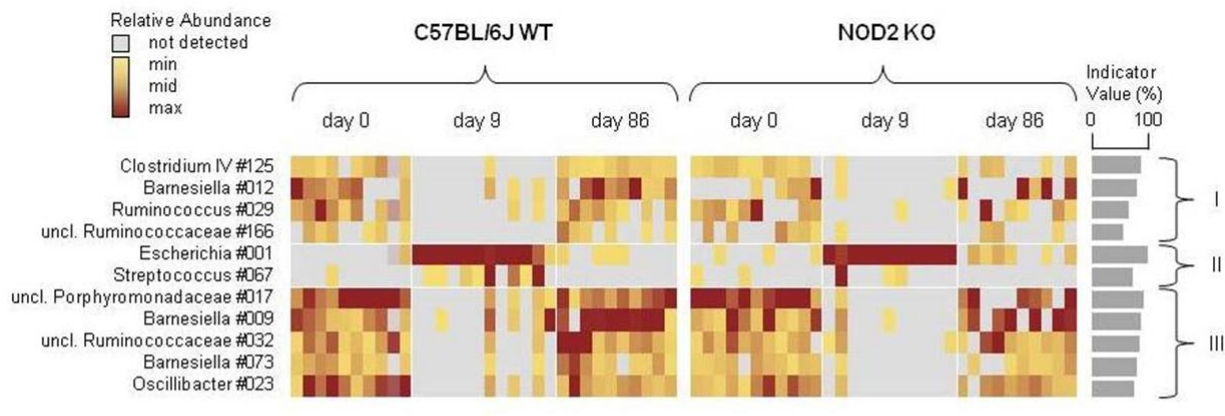 Relative Abundance
not detected
min
mid
max
C57BL/6J WT
NOD2 KO
Indicator
Value (%)
0 100
day 0 day 9 day 86 day 0 day 9 day 86
Clostridium IV #125
Barnesiella #012
Ruminococcus #029
uncl. Ruminococcaceae #166
I
Escherichia #001
Streptococcus #067
II
uncl. Porphyromonadaceae #017
Barnesiella #009
uncl. Ruminococcaceae #032
Barnesiella #073
Oscillibacter #023
III